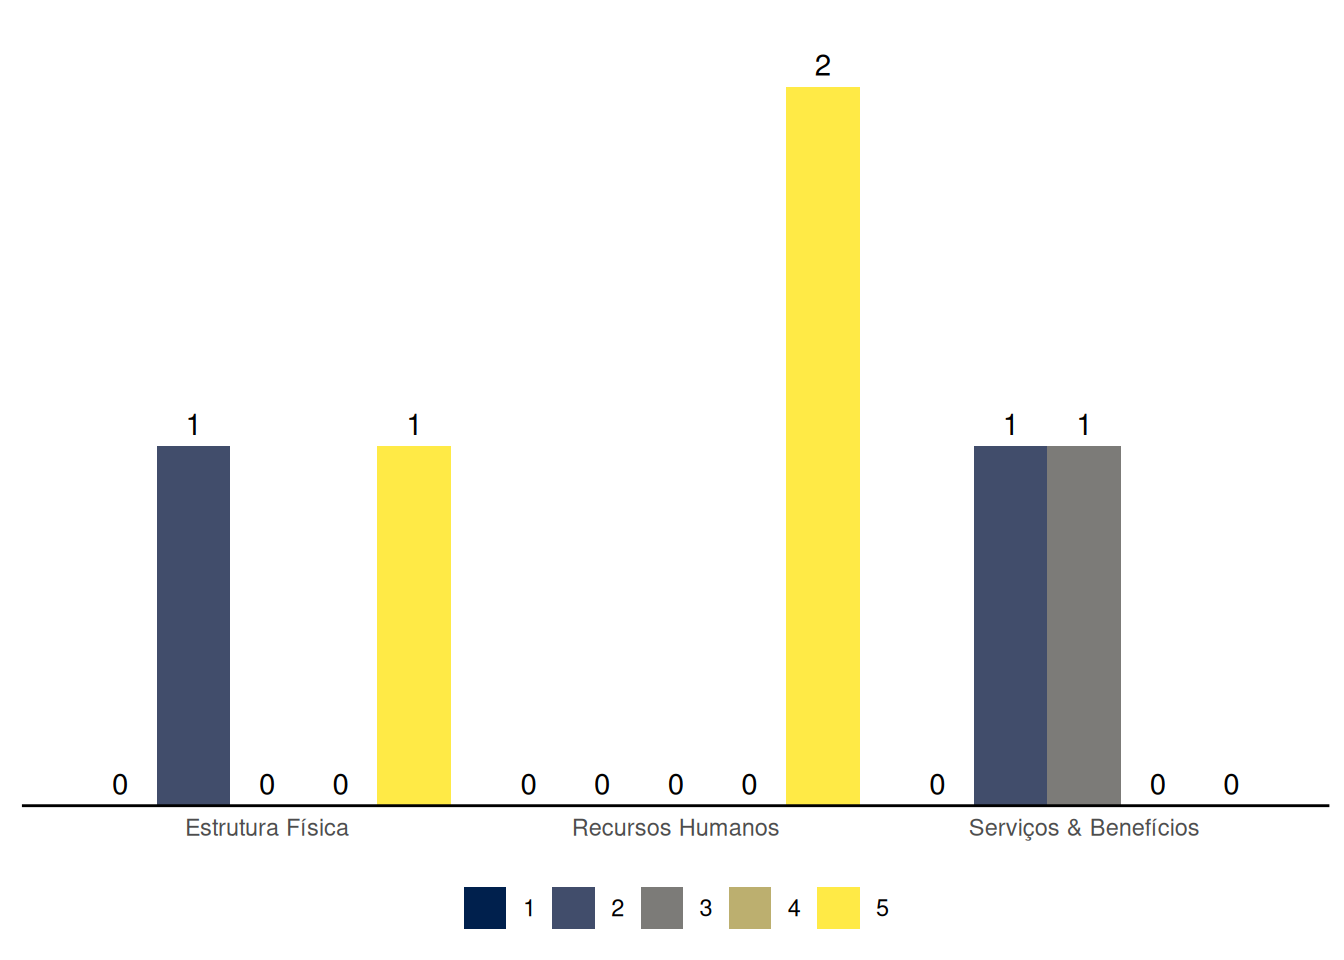 2
1 1 1 1
0 0 0 0 0 0 0 0 0 0
Estrutura Física Recursos Humanos Serviços & Benefícios
1 2 3 4 5